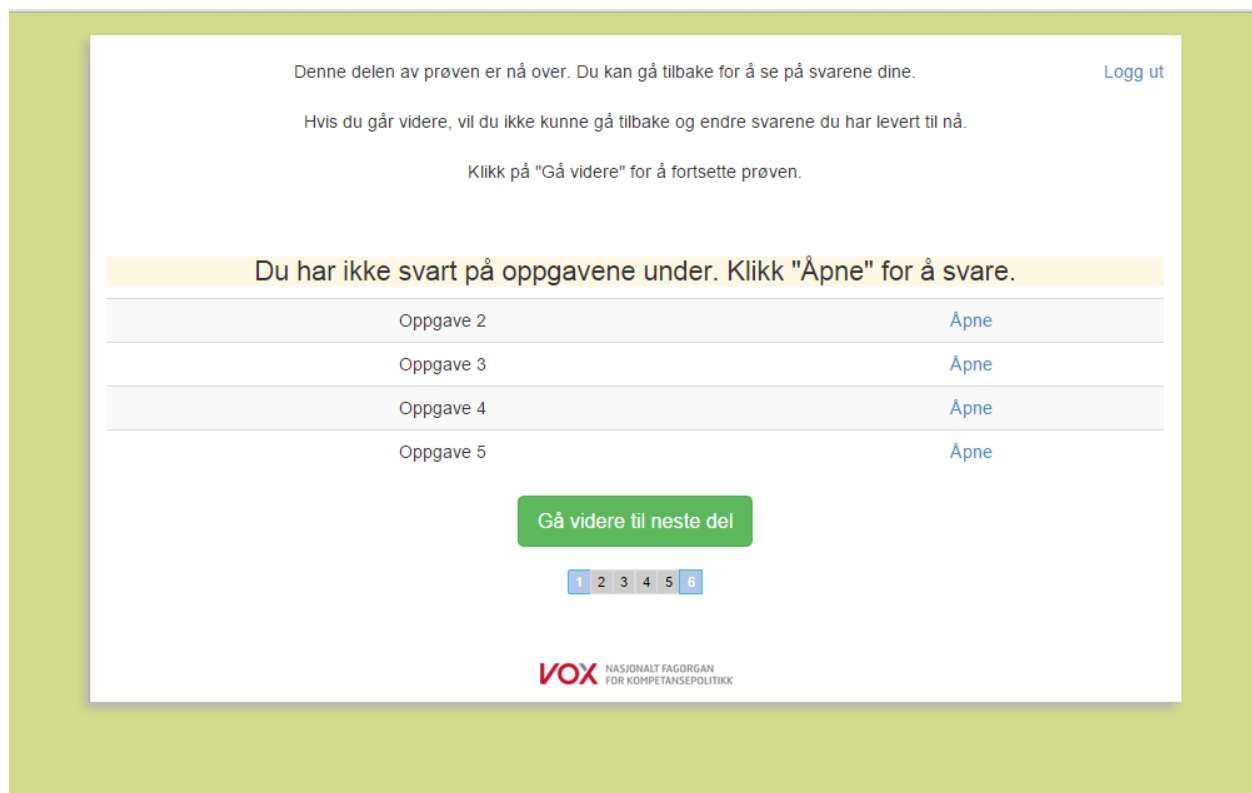 Denne delen av prøven er nå over. Du kan gå tilbake for å se på svarene dine.
Logg ut
Hvis du går videre, vil du ikke kunne gå tilbake og endre svarene du har levert til nå.
Klikk på "Gå videre" for å fortsette prøven.
Du har ikke svart på oppgavene under. Klikk "Åpne" for å svare.
Oppgave 2 Åpne
Oppgave 3 Åpne
Oppgave 4 Åpne
Oppgave 5 Åpne
Gå videre til neste del
1 2 3 4 5 6
VOX NASJONALT FAGORGAN
FOR KOMPETANSEPOLITIKK